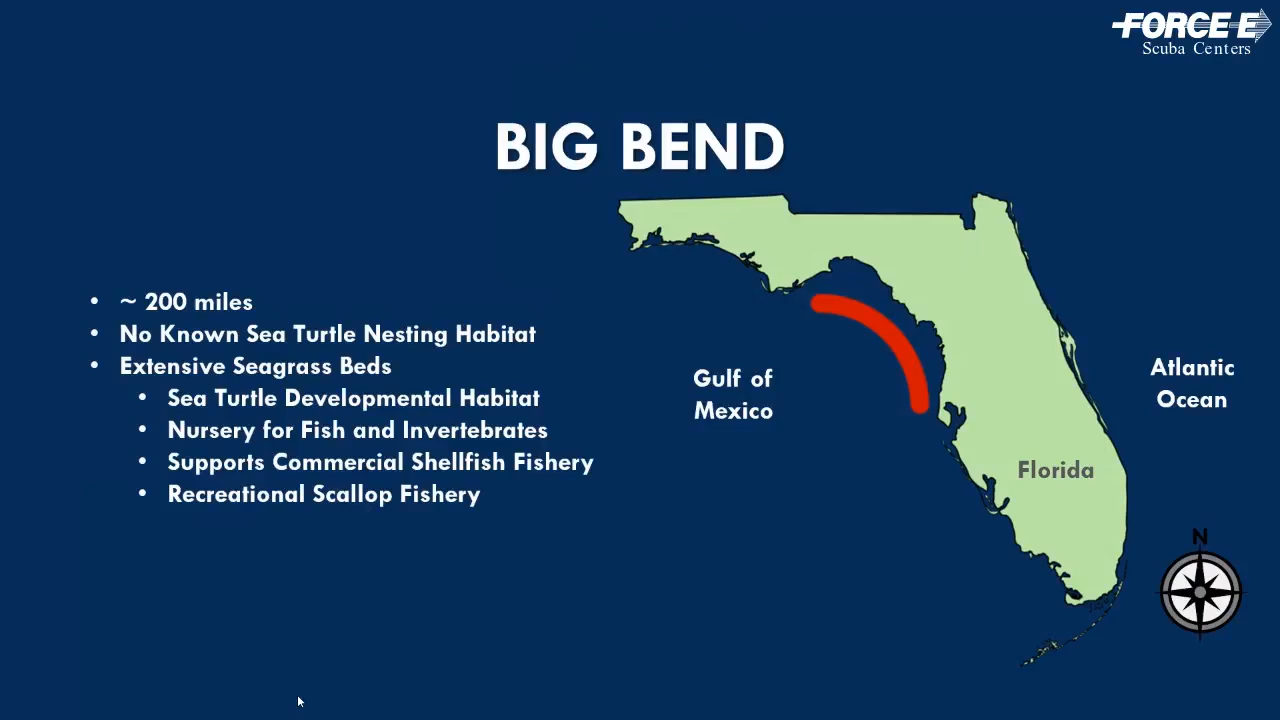 FORCE E
Scuba Centers
BIG BEND
• ~ 200 miles
• No Known Sea Turtle Nesting Habitat
• Extensive Seagrass Beds
• Sea Turtle Developmental Habitat
• Nursery for Fish and Invertebrates
• Supports Commercial Shellfish Fishery
• Recreational Scallop Fishery
Gulf of
Mexico
Atlantic
Ocean
Florida
N